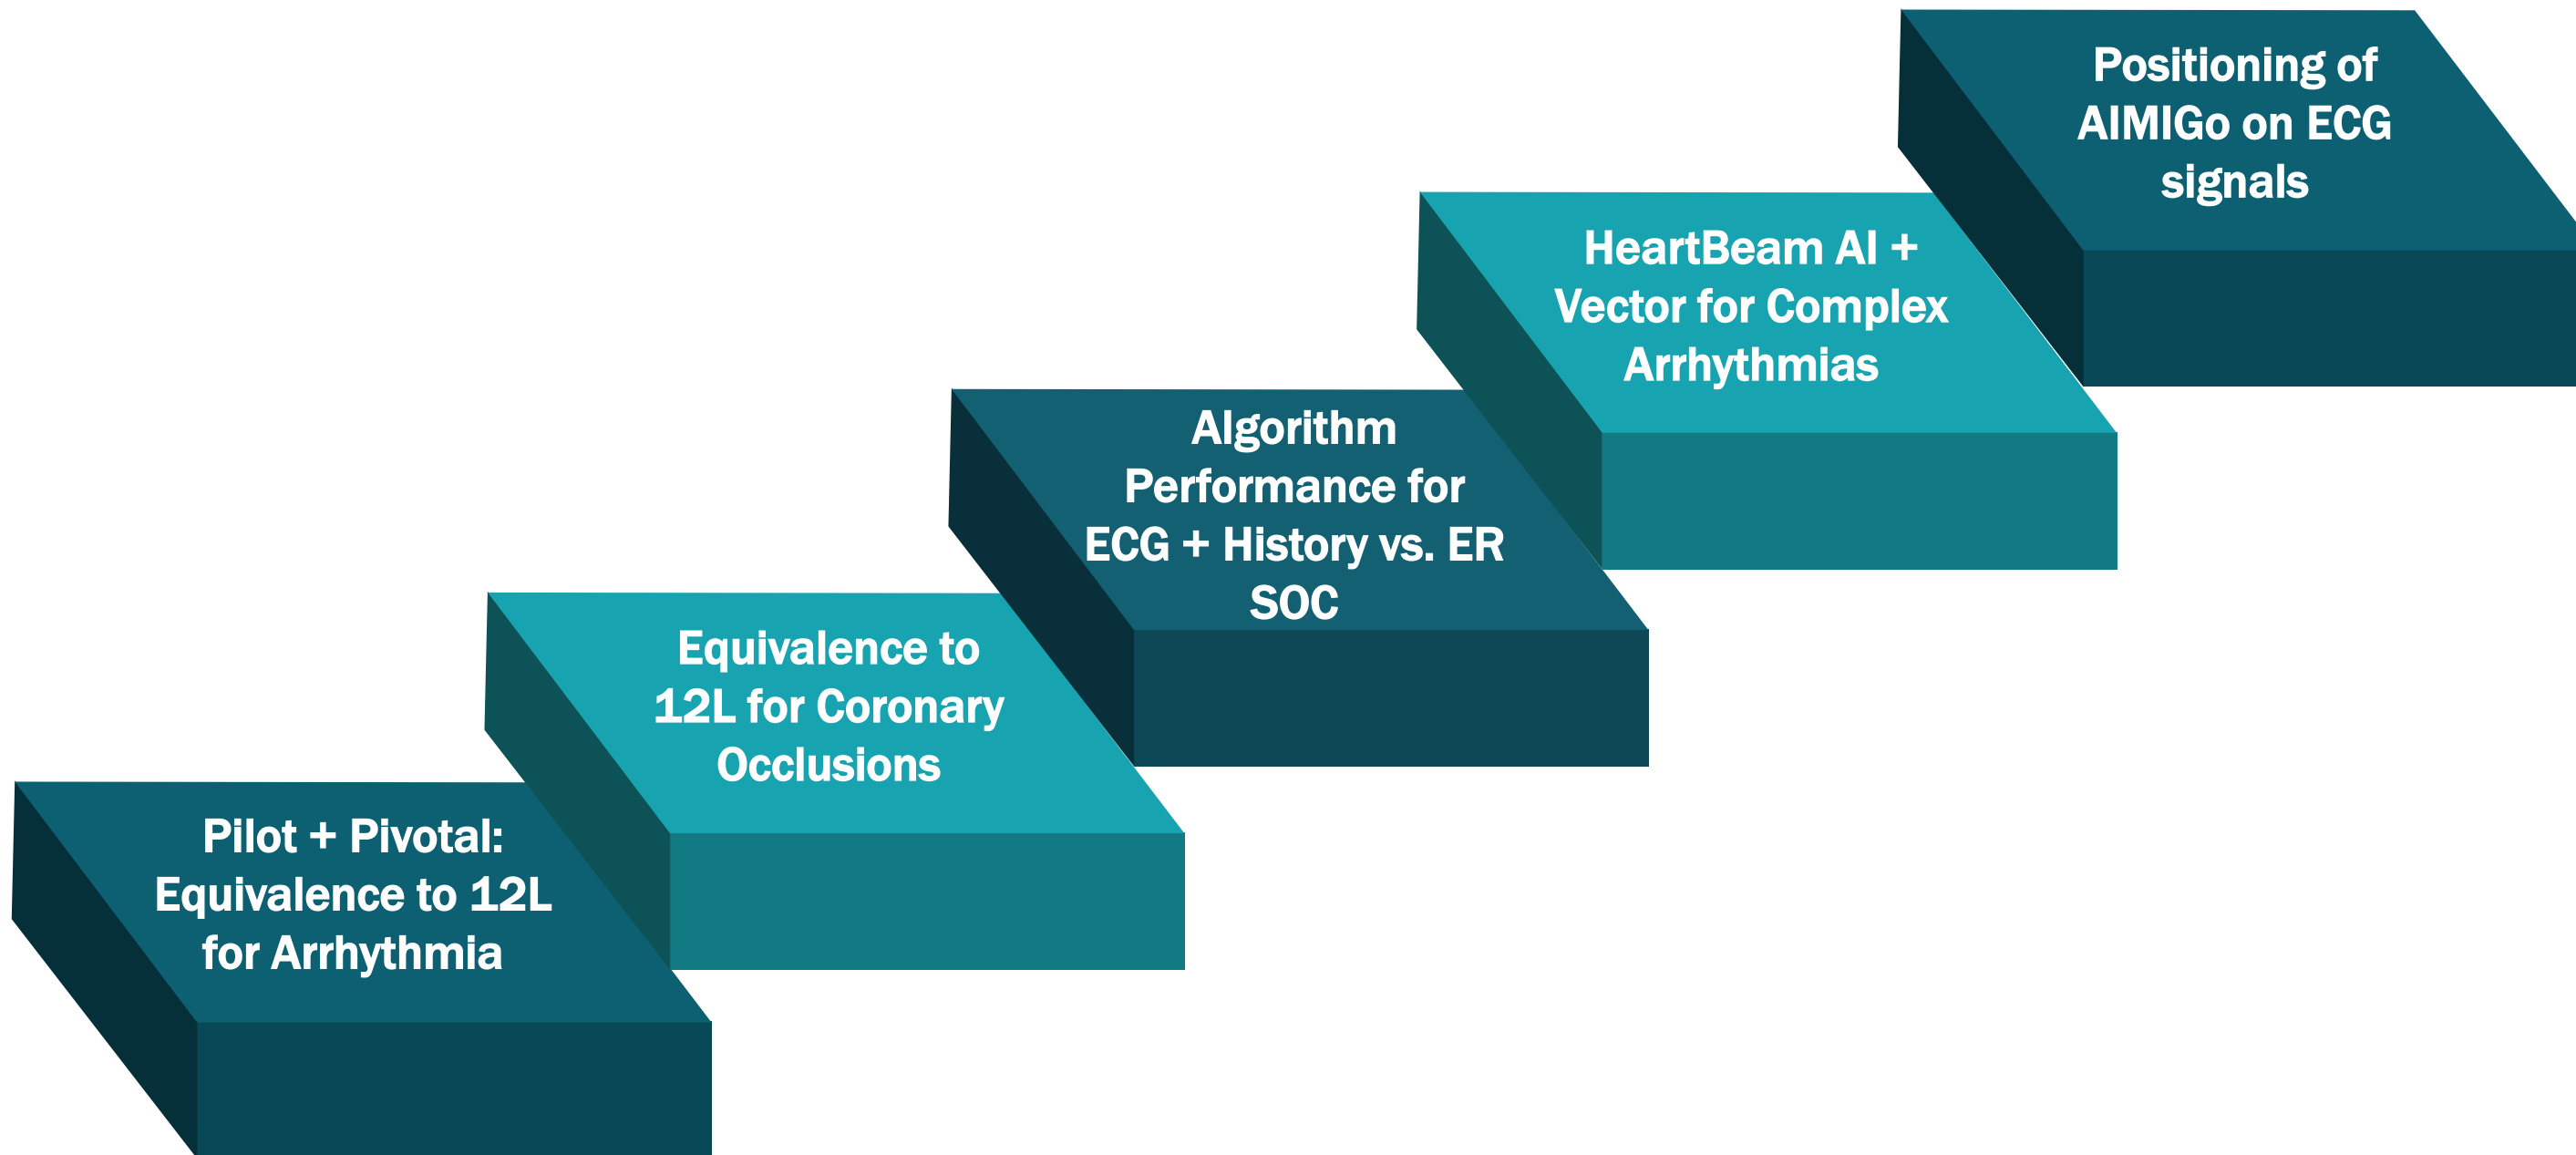 Positioning of
AIMIGo on ECG
signals
HeartBeam AI +
Vector for Complex
Arrhythmias
Algorithm
Performance for
ECG + History vs. ER
SOC
Equivalence to
12L for Coronary
Occlusions
Pilot + Pivotal:
Equivalence to 12L
for Arrhythmia